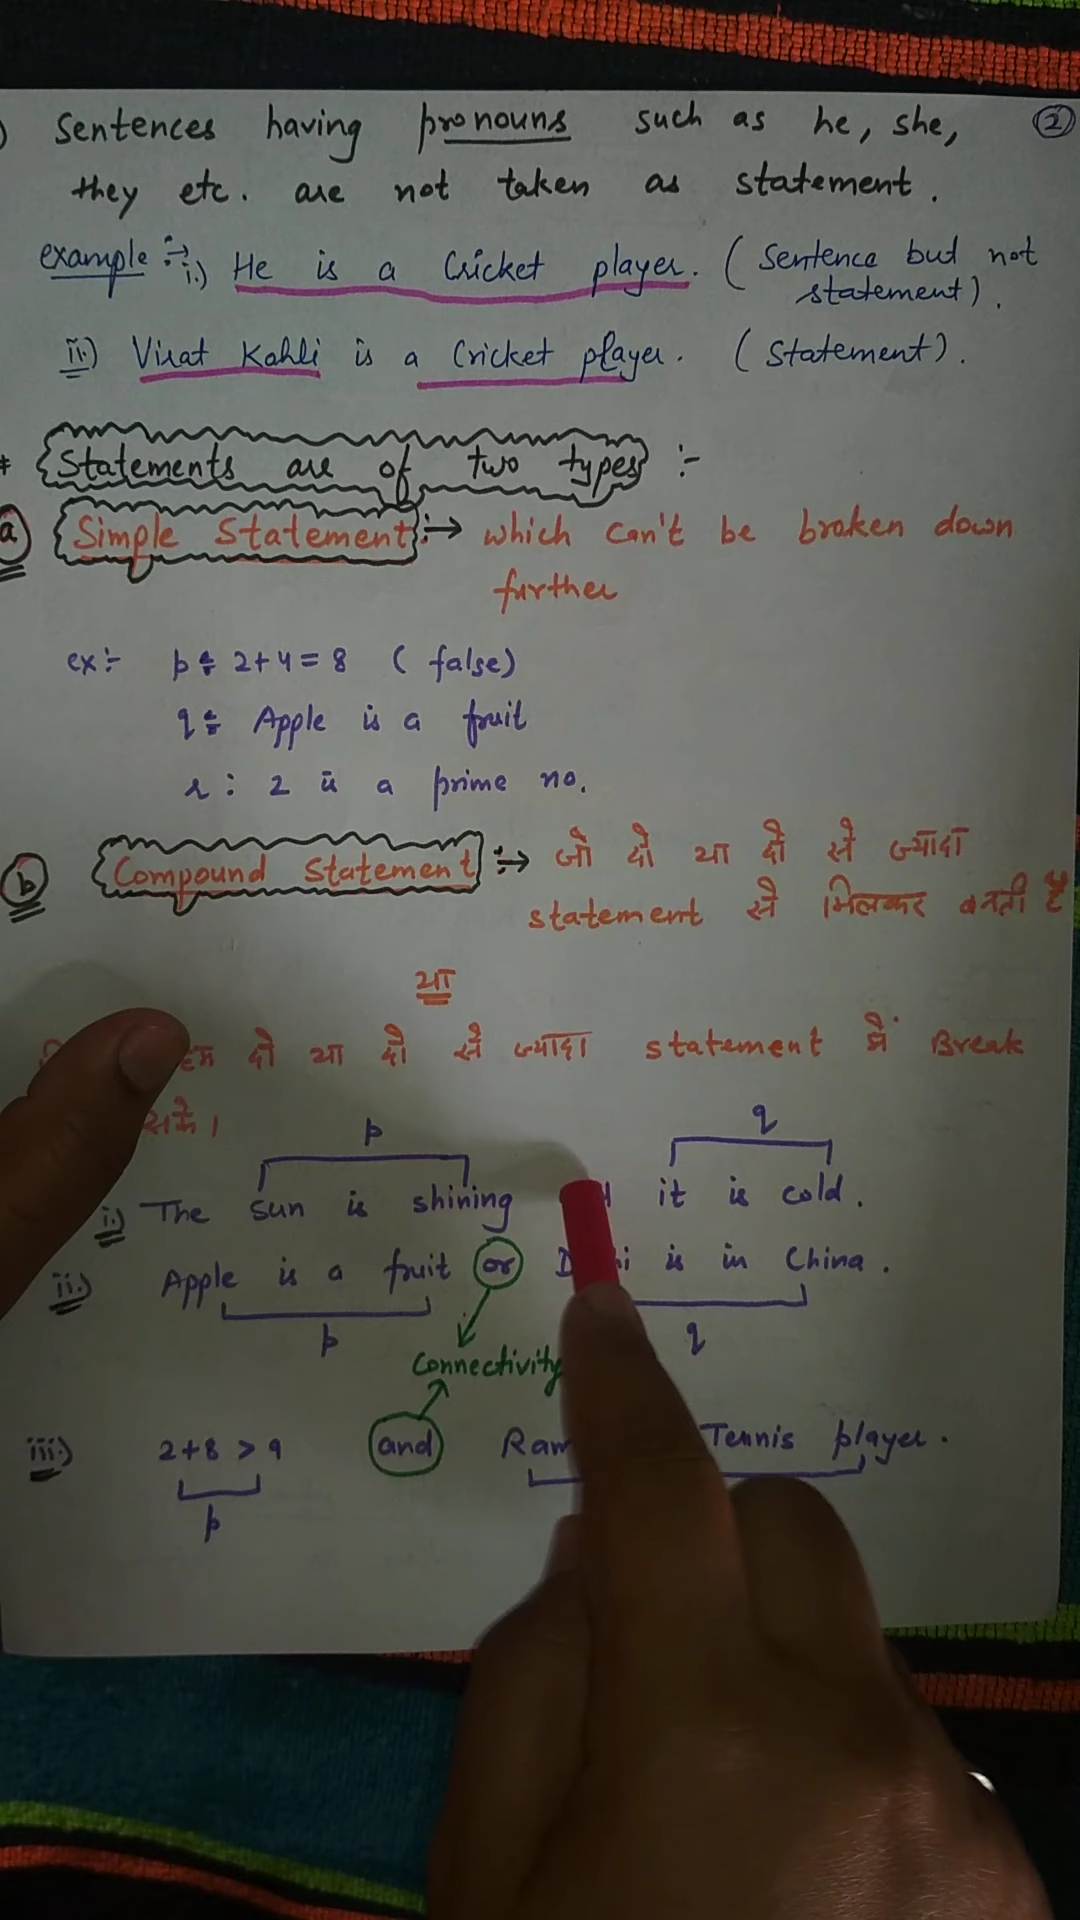 Sentences having pronouns such as he, she, ②
they etc. are not taken as statement.
example :→ i.) He is a Cricket player. (Sentence but not
statement).
ii.) Virat Kohli is a Cricket player. (Statement).
* Statements are of two types :-
a Simple Statement :→ which can't be broken down
further
ex:- p : 2+4=8 (false)
q : Apple is a fruit
r : 2 is a prime no.
b Compound Statement :→ जो दो या दो से ज्यादा
statement से मिलकर बनती है
या
हम दो या दो से ज्यादा statement में Break
सके।
p q
i.) The sun is shining it is cold.
ii.) Apple is a fruit or is in China.
p q
Connectivity
iii.) 2+8 > 9 and Ram Tennis player.
p